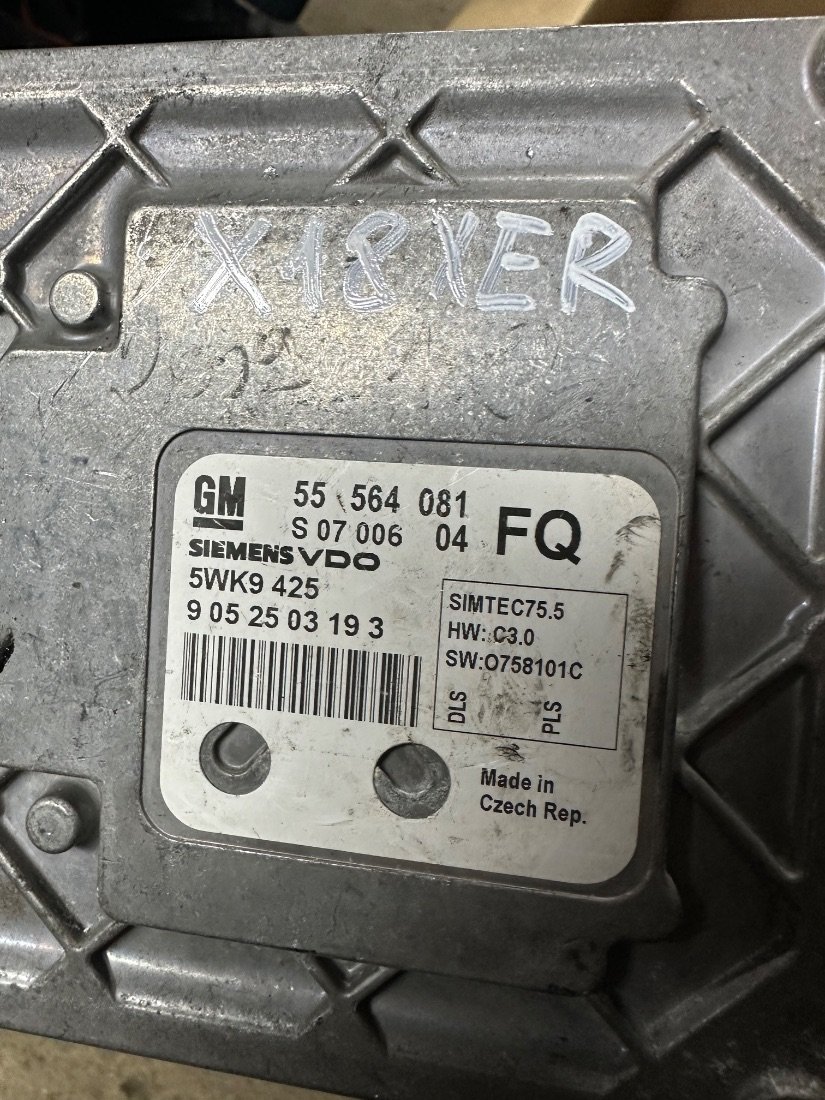 X18XER
GM 55 564 081
S 07 006 04 FQ
SIEMENS VDO
5WK9 425
9 05 25 03 19 3
SIMTEC75.5
HW: C3.0
SW:O758101C
DLS PLS
Made in
Czech Rep.